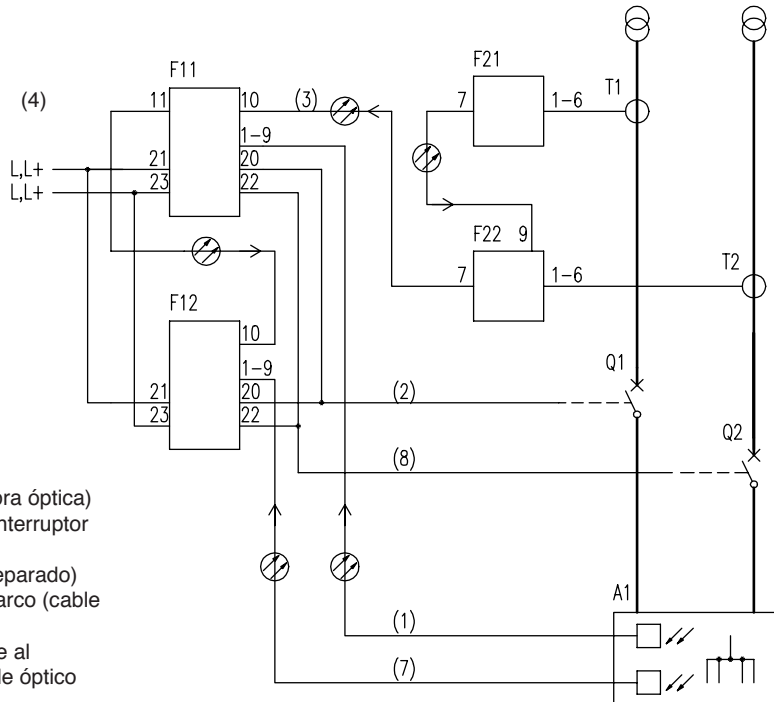 F11
F21
(4)
11
10
(3)
7
1-6
T1
1-9
L,L+
21
20
L,L+
23
22
F22
9
T2
7
1-6
F12
10
Q1
1-9
21
20
(2)
23
22
(8)
Q2
ora óptica)
nterruptor
eparado)
arco (cable
A1
(1)
e al
le óptico
(7)